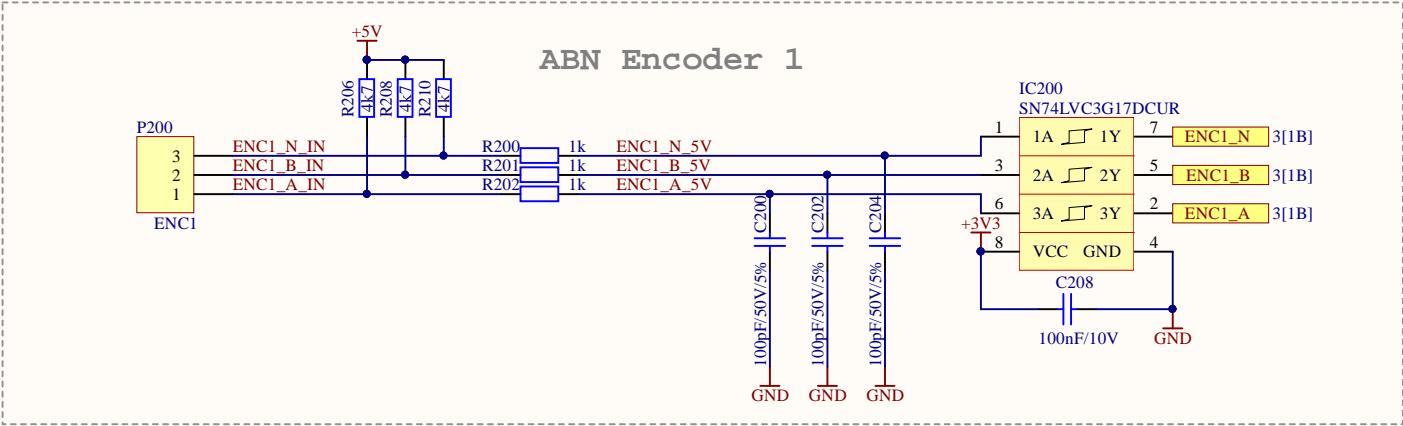 ABN Encoder 1
+5V
R206
4k7
R208
4k7
R210
4k7
P200
3
2
1
ENC1
ENC1_N_IN
ENC1_B_IN
ENC1_A_IN
R200
1k
R201
1k
R202
1k
ENC1_N_5V
ENC1_B_5V
ENC1_A_5V
C200
100pF/50V/5%
GND
C202
100pF/50V/5%
GND
C204
100pF/50V/5%
GND
IC200
SN74LVC3G17DCUR
1
1A
1Y
7
ENC1_N
3[1B]
3
2A
2Y
5
ENC1_B
3[1B]
6
3A
3Y
2
ENC1_A
3[1B]
+3V3
8
VCC
GND
4
C208
100nF/10V
GND